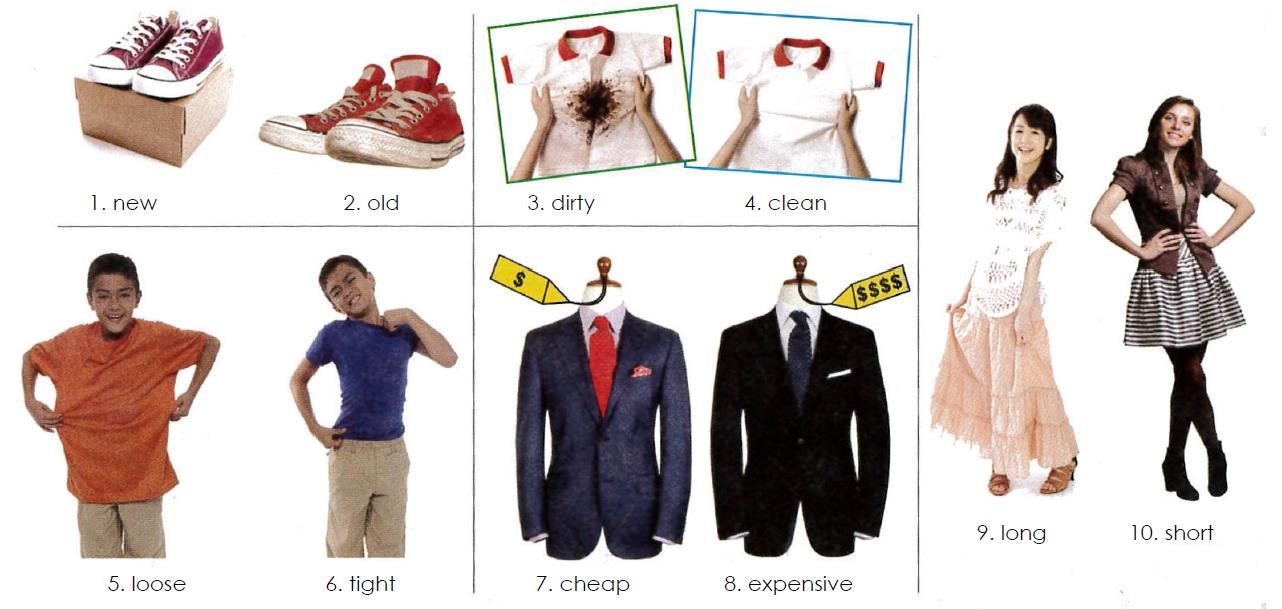 $
$$$$
1. new
2. old
3. dirty
4. clean
5. loose
6. tight
7. cheap
8. expensive
9. long
10. short